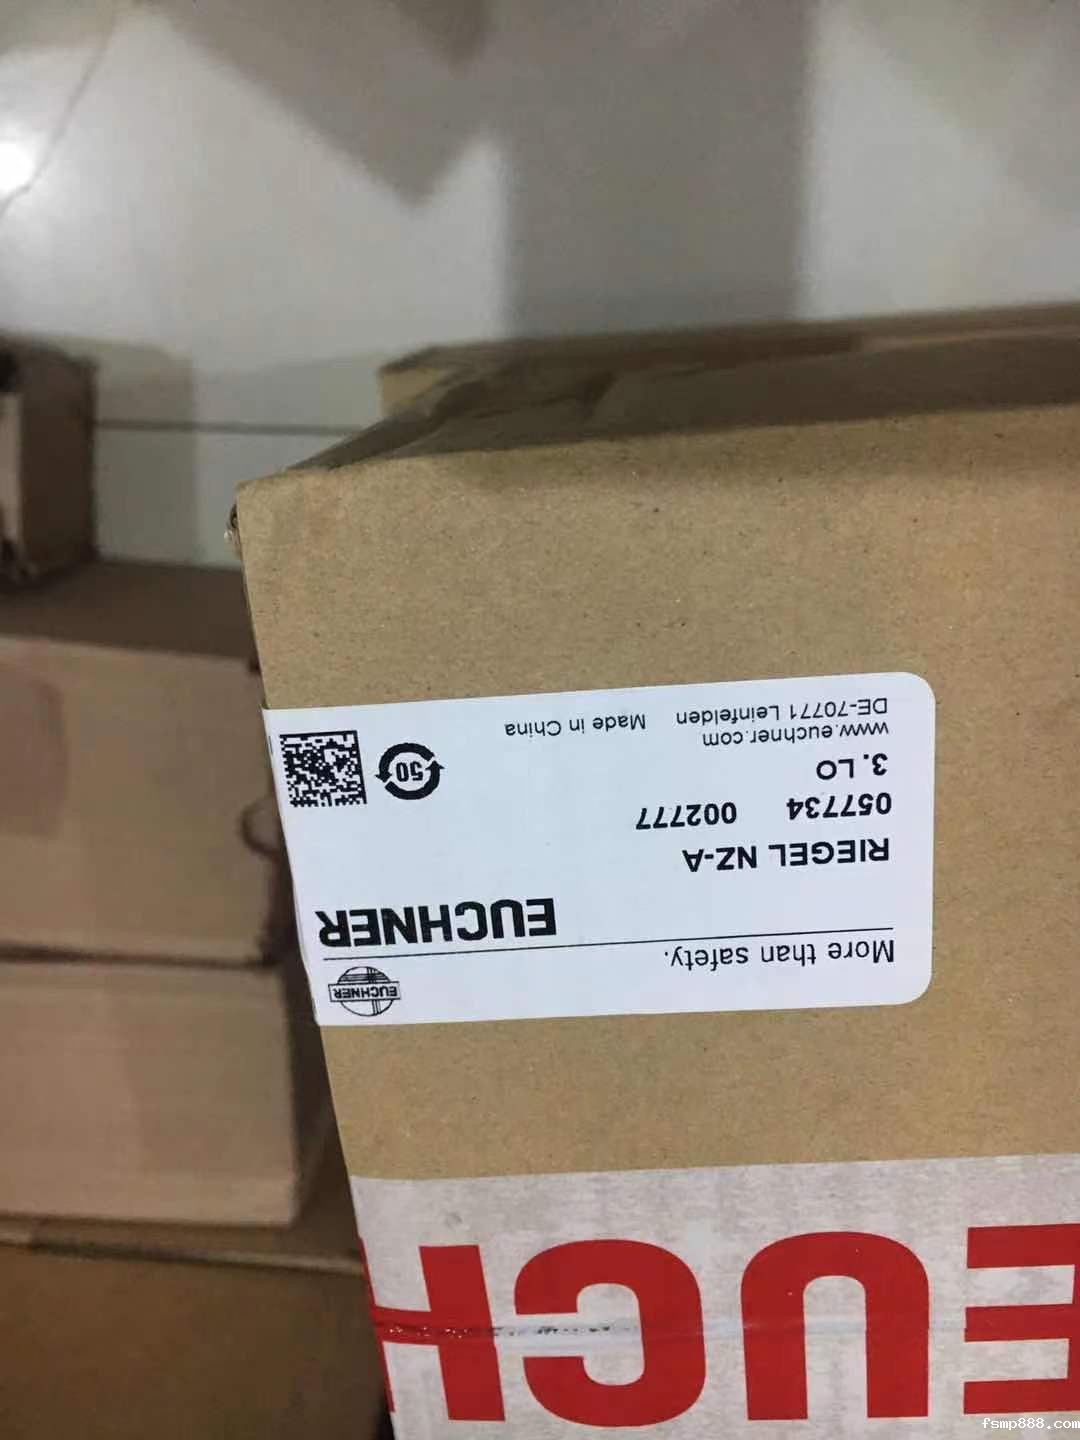 EUCHNER
More than safety.
EUCHNER
RIEGEL NZ-A
057734 002777
3. LO
www.euchner.com
DE-70771 Leinfelden Made in China
50
EUCH
fsmp888.com